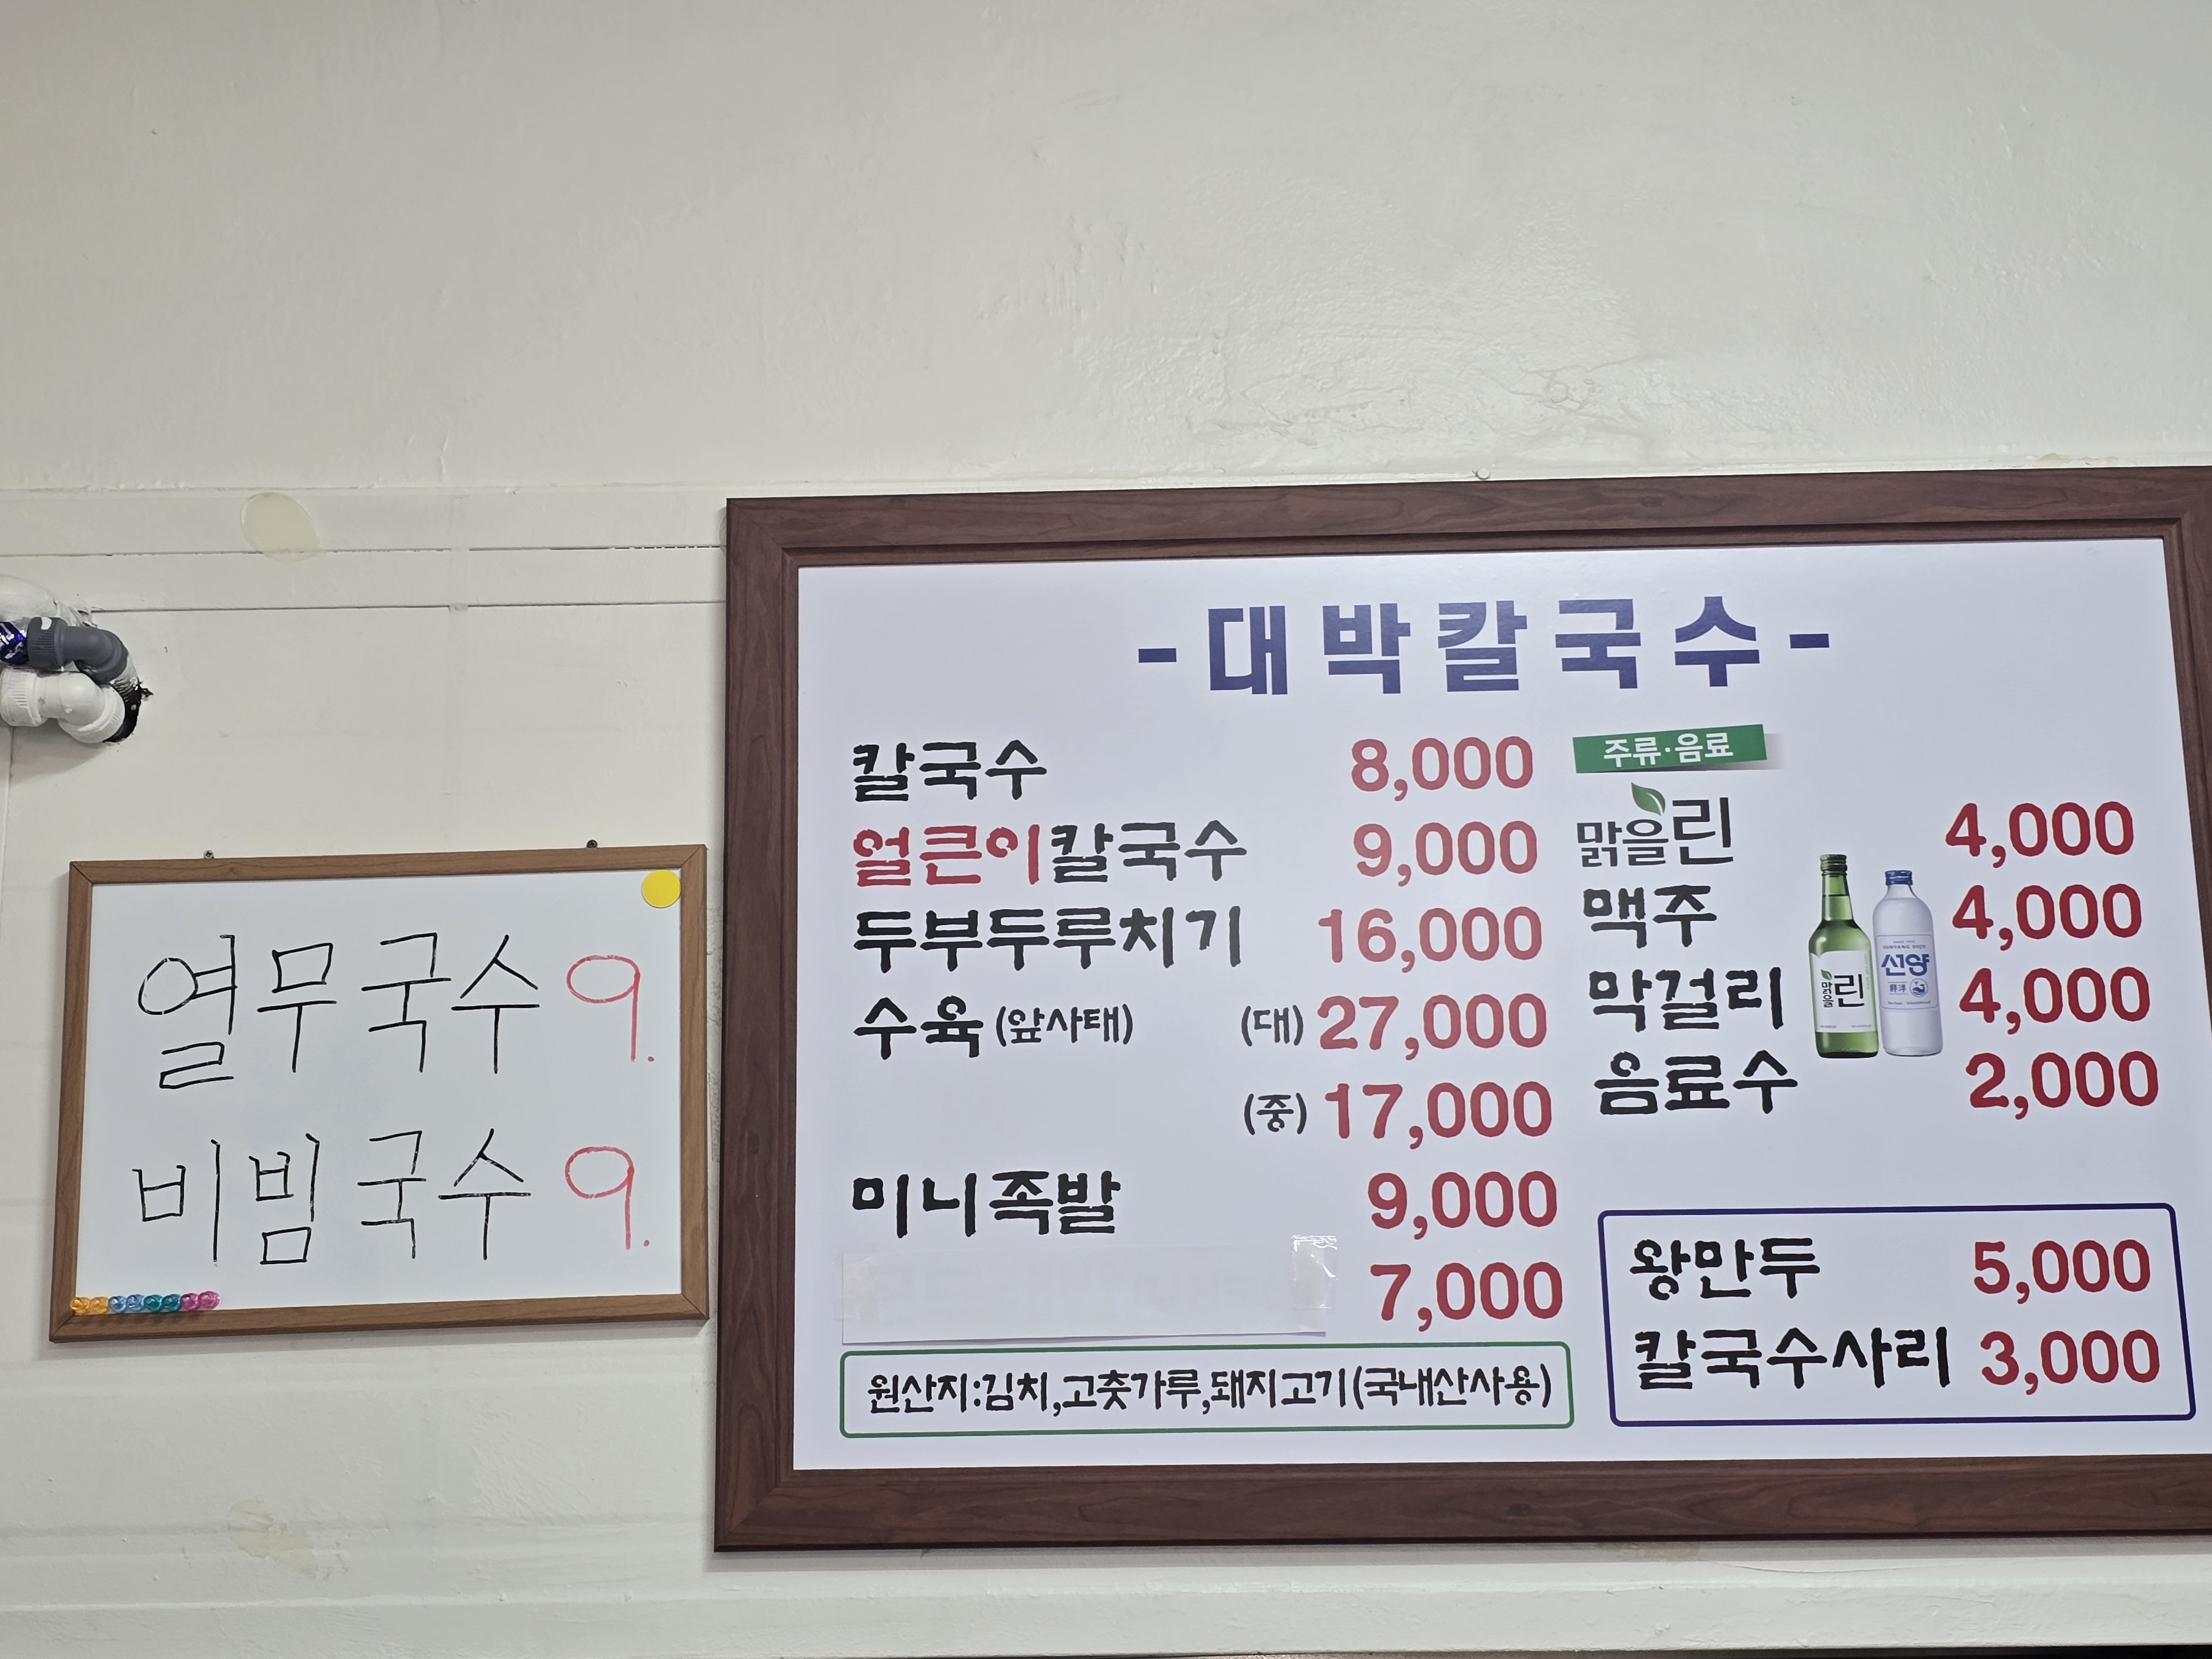 열무국수 9.
비빔국수 9.
-대박칼국수-
칼국수 8,000
얼큰이칼국수 9,000
두부두루치기 16,000
수육(앞사태) (대) 27,000
(중) 17,000
미니족발 9,000
7,000
원산지:김치,고춧가루,돼지고기(국내산사용)
주류·음료
맑을린 4,000
맥주 4,000
막걸리 4,000
음료수 2,000
맑을린
선양
왕만두 5,000
칼국수사리 3,000